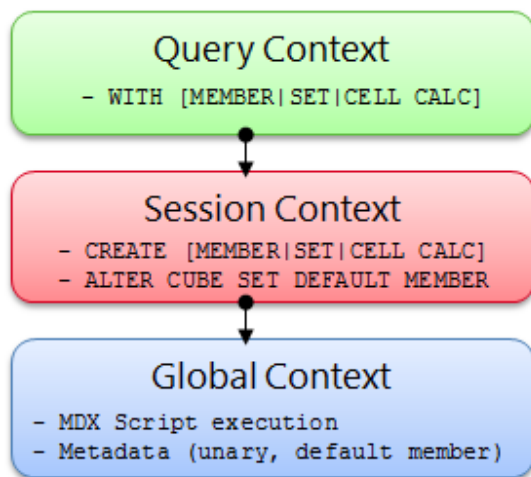 Query Context
- WITH [MEMBER|SET|CELL CALC]
Session Context
- CREATE [MEMBER|SET|CELL CALC]
- ALTER CUBE SET DEFAULT MEMBER
Global Context
- MDX Script execution
- Metadata (unary, default member)